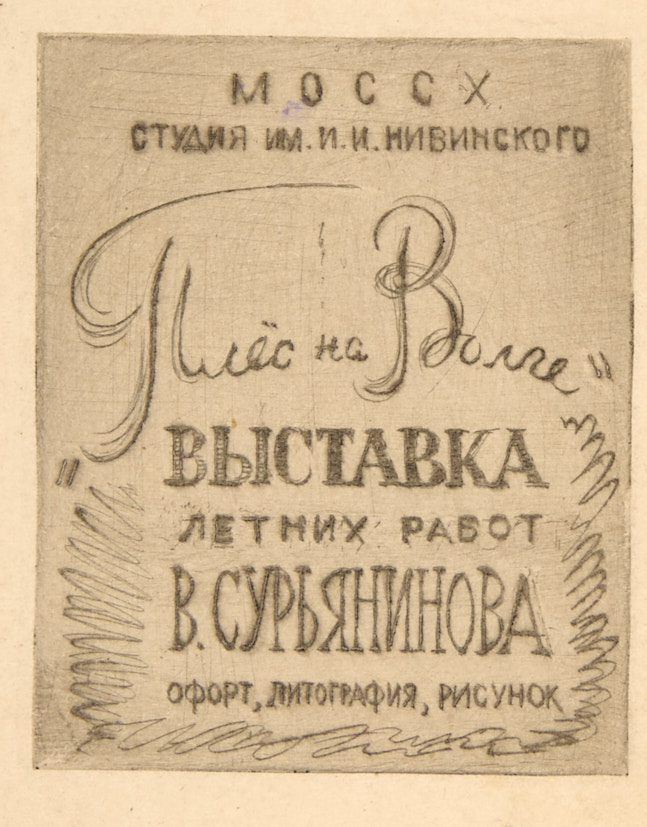 МОССХ
СТУДИЯ ИМ. И. И. НИВИНСКОГО
"Плёс на Волге"
ВЫСТАВКА
ЛЕТНИХ РАБОТ
В. СУРЬЯНИНОВА
ОФОРТ, ЛИТОГРАФИЯ, РИСУНОК